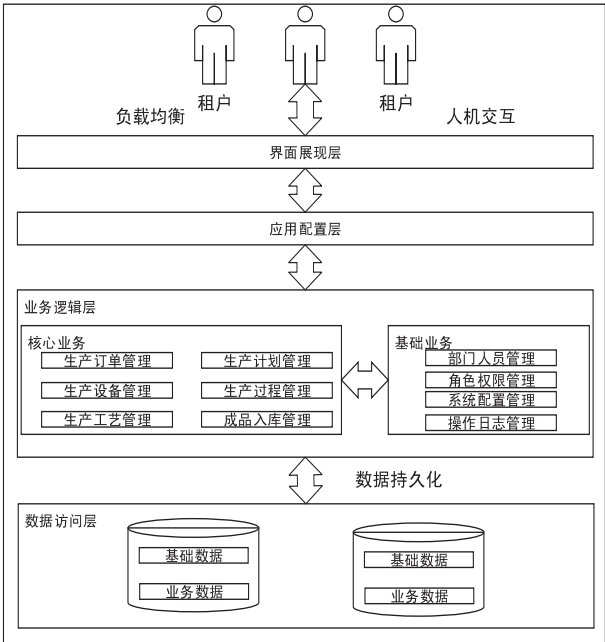 租户
租户
负载均衡
人机交互
界面展现层
应用配置层
业务逻辑层
核心业务
生产订单管理
生产计划管理
生产设备管理
生产过程管理
生产工艺管理
成品入库管理
基础业务
部门人员管理
角色权限管理
系统配置管理
操作日志管理
数据持久化
数据访问层
基础数据
业务数据
基础数据
业务数据